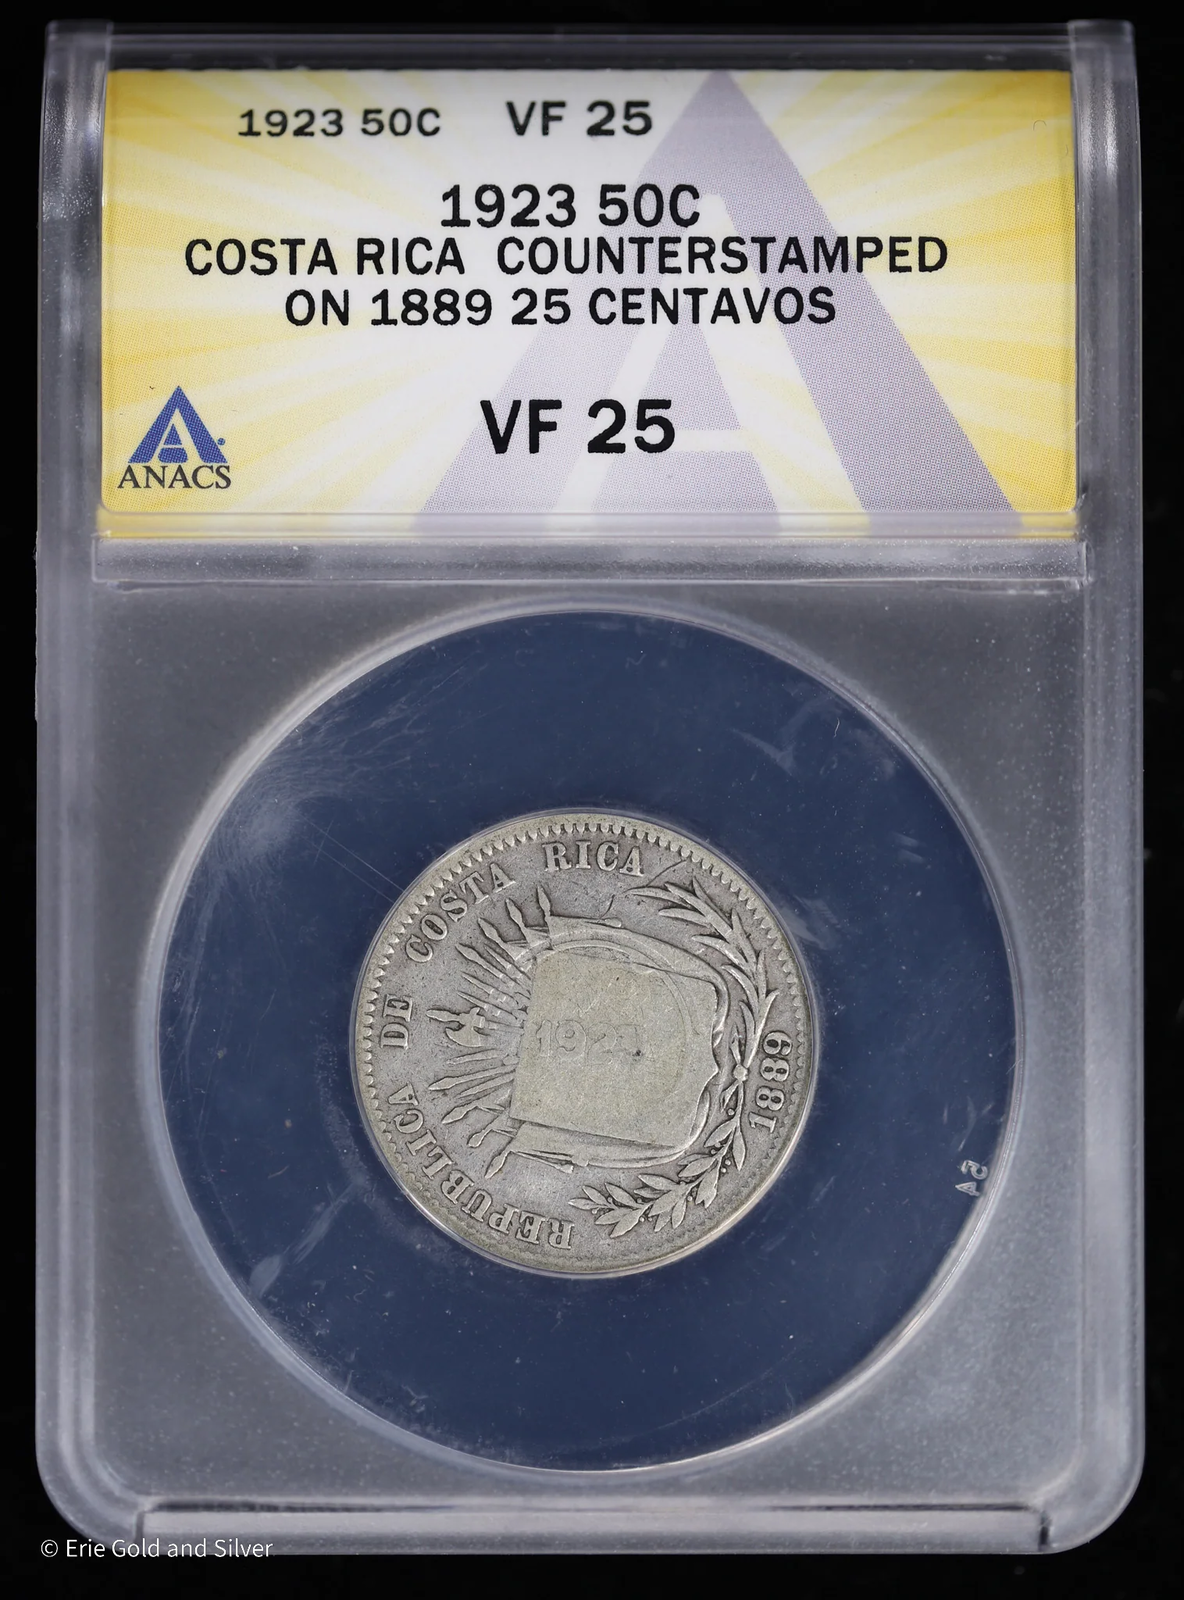 1923 50C VF 25
1923 50C
COSTA RICA COUNTERSTAMPED
ON 1889 25 CENTAVOS
VF 25
ANACS
REPUBLICA DE COSTA RICA
1889
© Erie Gold and Silver